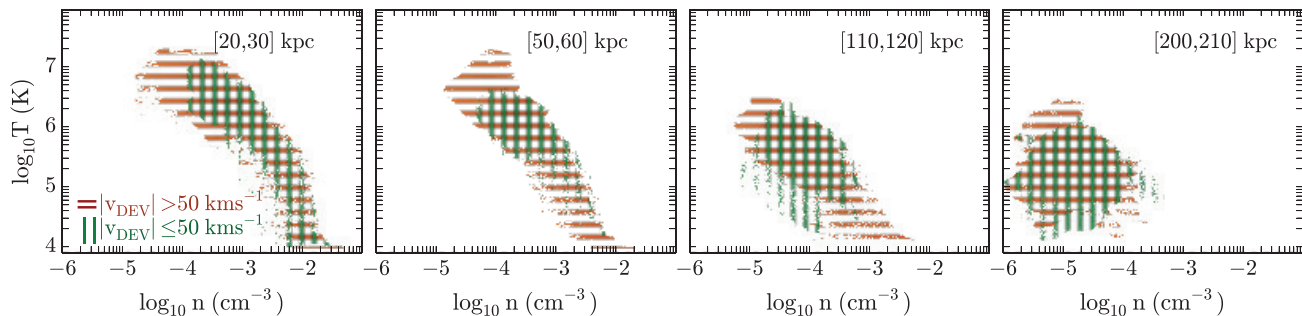 [20,30] kpc
[50,60] kpc
[110,120] kpc
[200,210] kpc
log₁₀T (K)
7
6
5
4
|v_DEV| >50 kms⁻¹
|v_DEV| ≤50 kms⁻¹
−6 −5 −4 −3 −2
−6 −5 −4 −3 −2
−6 −5 −4 −3 −2
−6 −5 −4 −3 −2
log₁₀ n (cm⁻³)
log₁₀ n (cm⁻³)
log₁₀ n (cm⁻³)
log₁₀ n (cm⁻³)